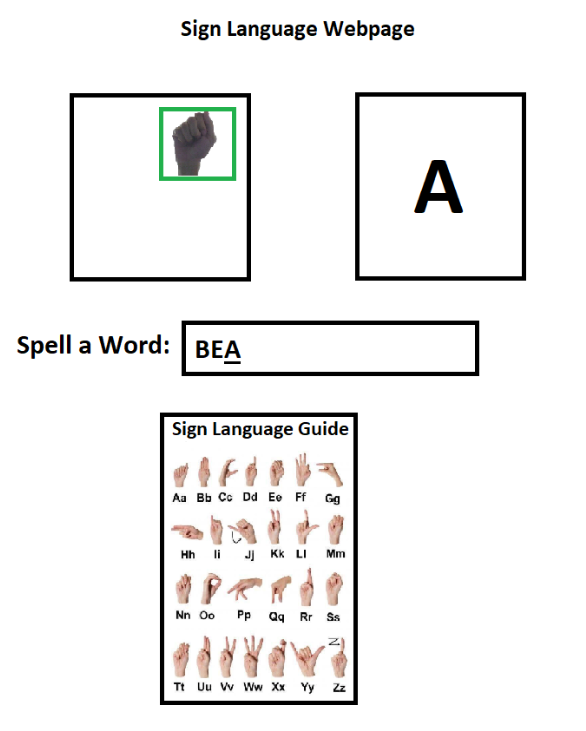 Sign Language Webpage
A
Spell a Word: BEA
Sign Language Guide
Aa Bb Cc Dd Ee Ff Gg
Hh Ii Jj Kk Ll Mm
Nn Oo Pp Qq Rr Ss
Z
Tt Uu Vv Ww Xx Yy Zz